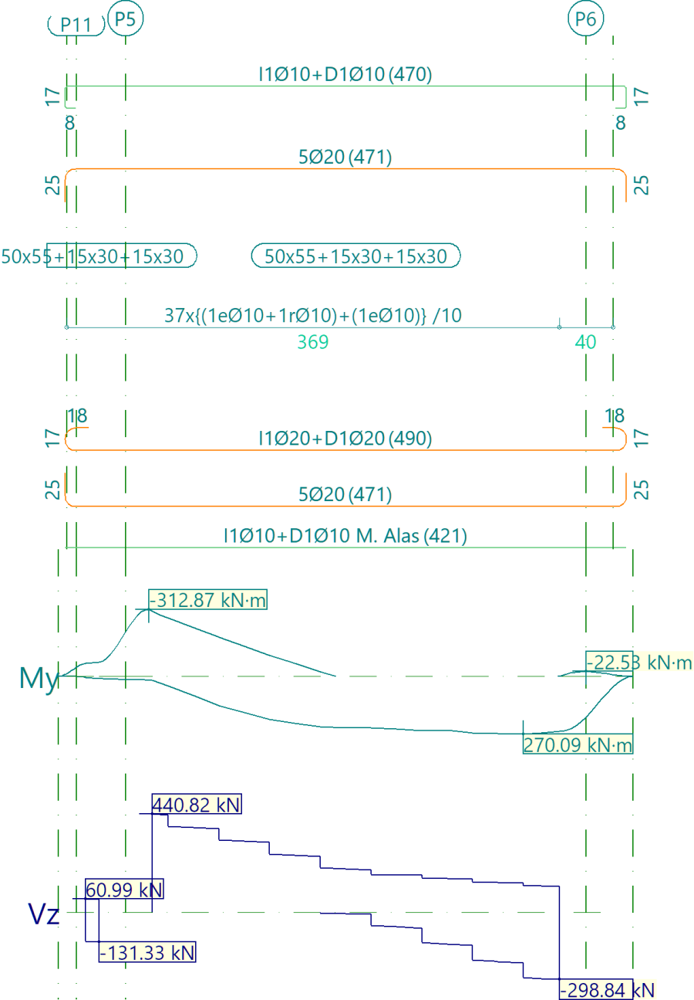 P11
P5
P6
I1Ø10+D1Ø10 (470)
17
17
8
8
5Ø20 (471)
25
25
50x55+15x30+15x30
50x55+15x30+15x30
37x{(1eØ10+1rØ10)+(1eØ10)} /10
369
40
18
18
17
I1Ø20+D1Ø20 (490)
17
25
5Ø20 (471)
25
I1Ø10+D1Ø10 M. Alas (421)
-312.87 kN·m
My
-22.53 kN·m
270.09 kN·m
440.82 kN
60.99 kN
Vz
-131.33 kN
-298.84 kN